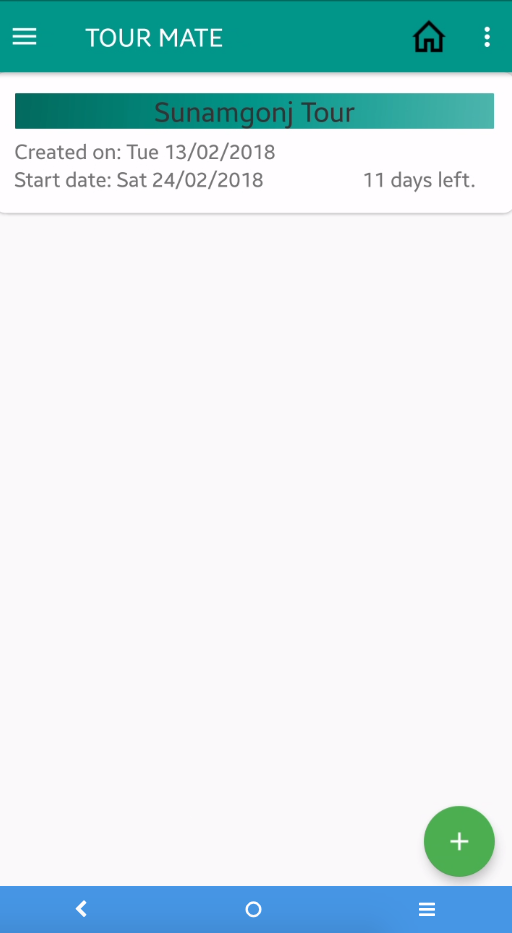 TOUR MATE
Sunamgonj Tour
Created on: Tue 13/02/2018
Start date: Sat 24/02/2018 11 days left.